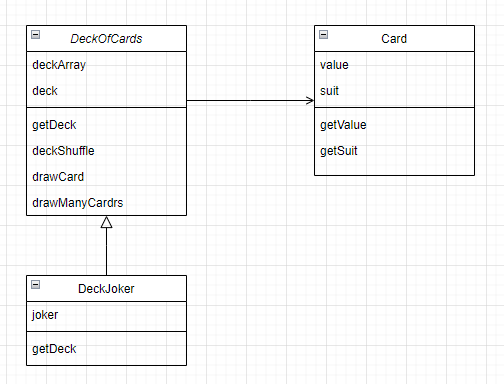 DeckOfCards
deckArray
deck
getDeck
deckShuffle
drawCard
drawManyCardrs
Card
value
suit
getValue
getSuit
DeckJoker
joker
getDeck